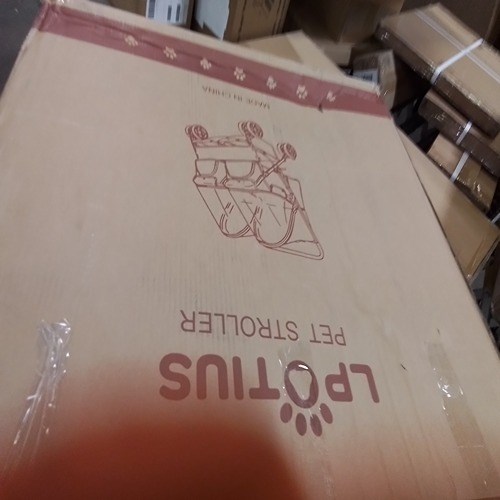 LPOTIUS
PET STROLLER
MADE IN CHINA